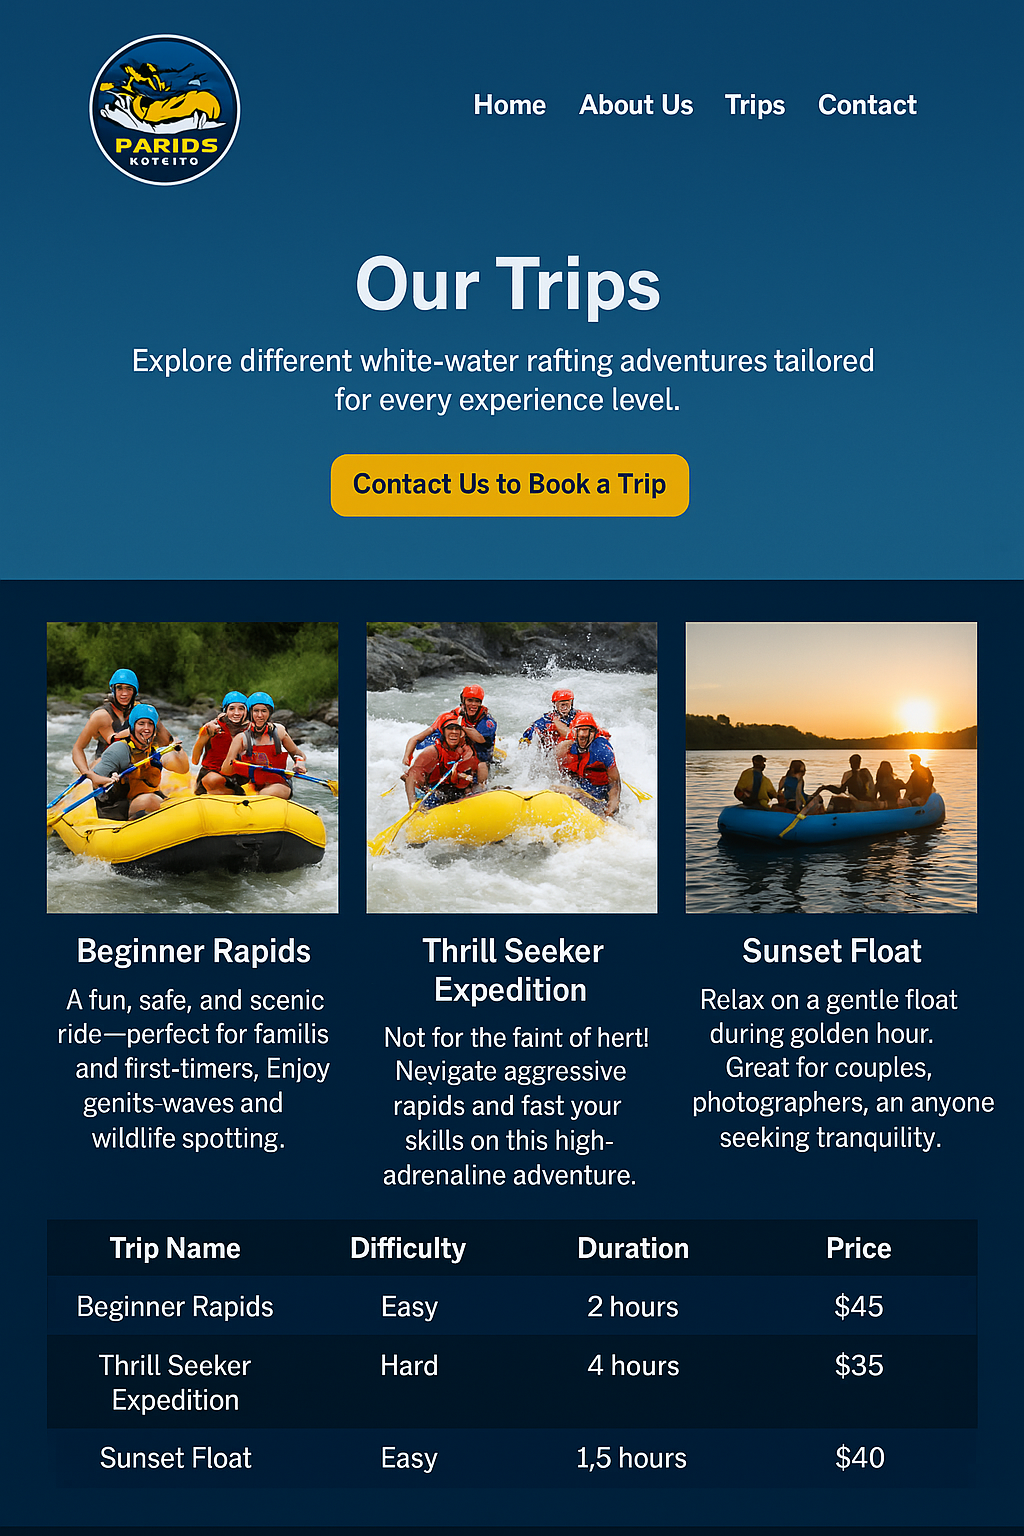 PARIDS
KOTEITO
Home About Us Trips Contact
Our Trips
Explore different white-water rafting adventures tailored
for every experience level.
Contact Us to Book a Trip
Beginner Rapids
A fun, safe, and scenic
ride—perfect for familis
and first-timers, Enjoy
genits-waves and
wildlife spotting.
Thrill Seeker
Expedition
Not for the faint of hert!
Nevigate aggressive
rapids and fast your
skills on this high-
adrenaline adventure.
Sunset Float
Relax on a gentle float
during golden hour.
Great for couples,
photographers, an anyone
seeking tranquility.
Trip Name Difficulty Duration Price
Beginner Rapids Easy 2 hours $45
Thrill Seeker Hard 4 hours $35
Expedition
Sunset Float Easy 1,5 hours $40